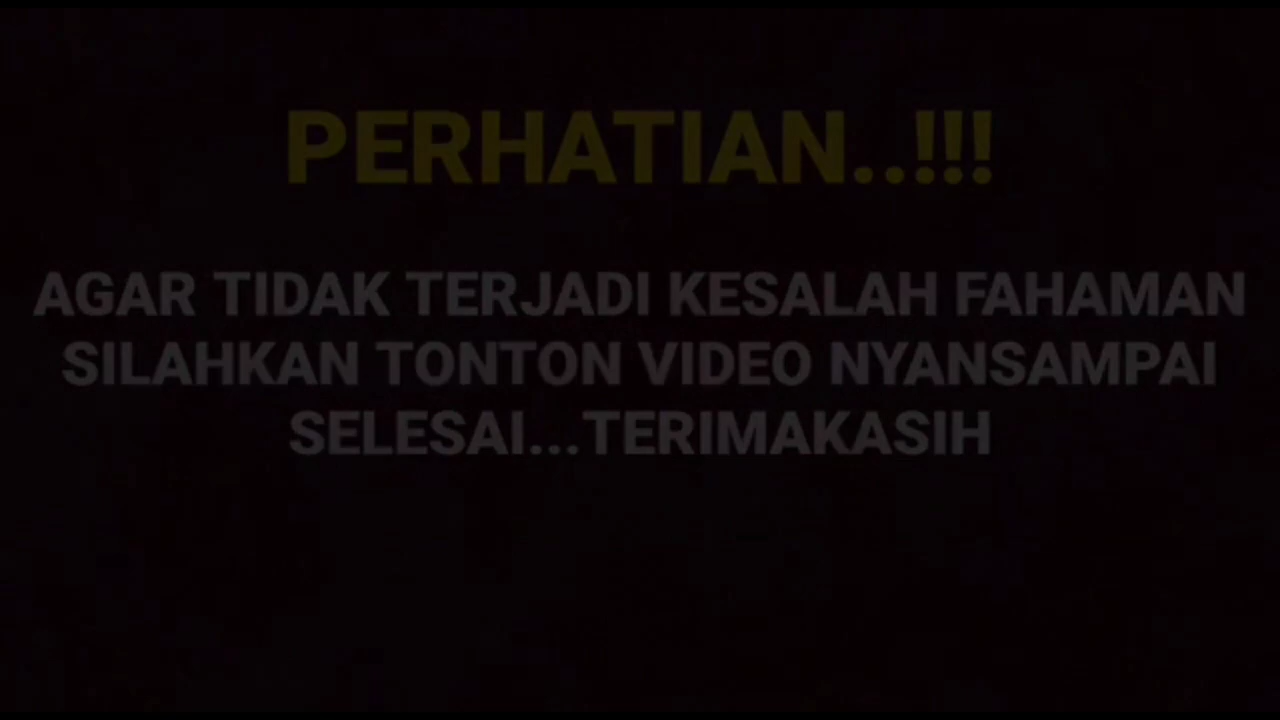 PERHATIAN..!!!
AGAR TIDAK TERJADI KESALAH FAHAMAN
SILAHKAN TONTON VIDEO NYANSAMPAI
SELESAI...TERIMAKASIH